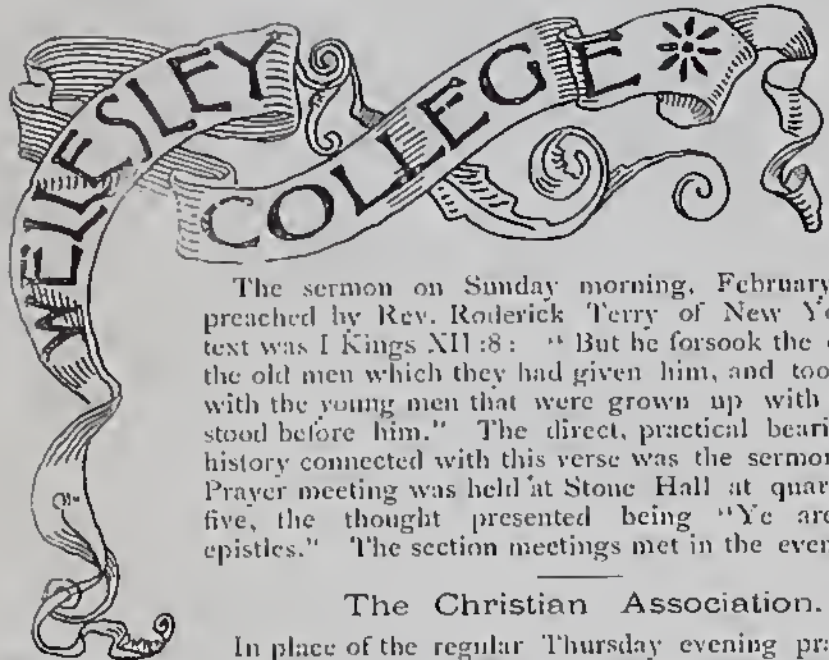 WELLESLEY COLLEGE
The sermon on Sunday morning, February
preached by Rev. Roderick Terry of New Y
text was I Kings XII:8: "But he forsook the
the old men which they had given him, and too
with the young men that were grown up with
stood before him." The direct, practical beari
history connected with this verse was the sermon
Prayer meeting was held at Stone Hall at quar
five, the thought presented being "Ye are
epistles." The section meetings met in the even
The Christian Association.
In place of the regular Thursday evening pra